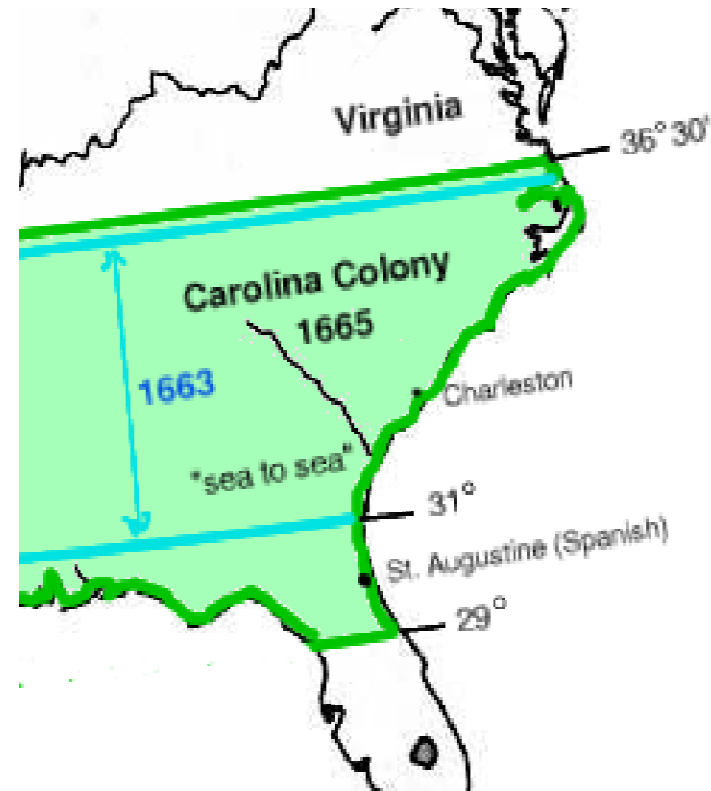 Virginia
36°30'
Carolina Colony
1665
1663
Charleston
"sea to sea"
31°
St. Augustine (Spanish)
29°